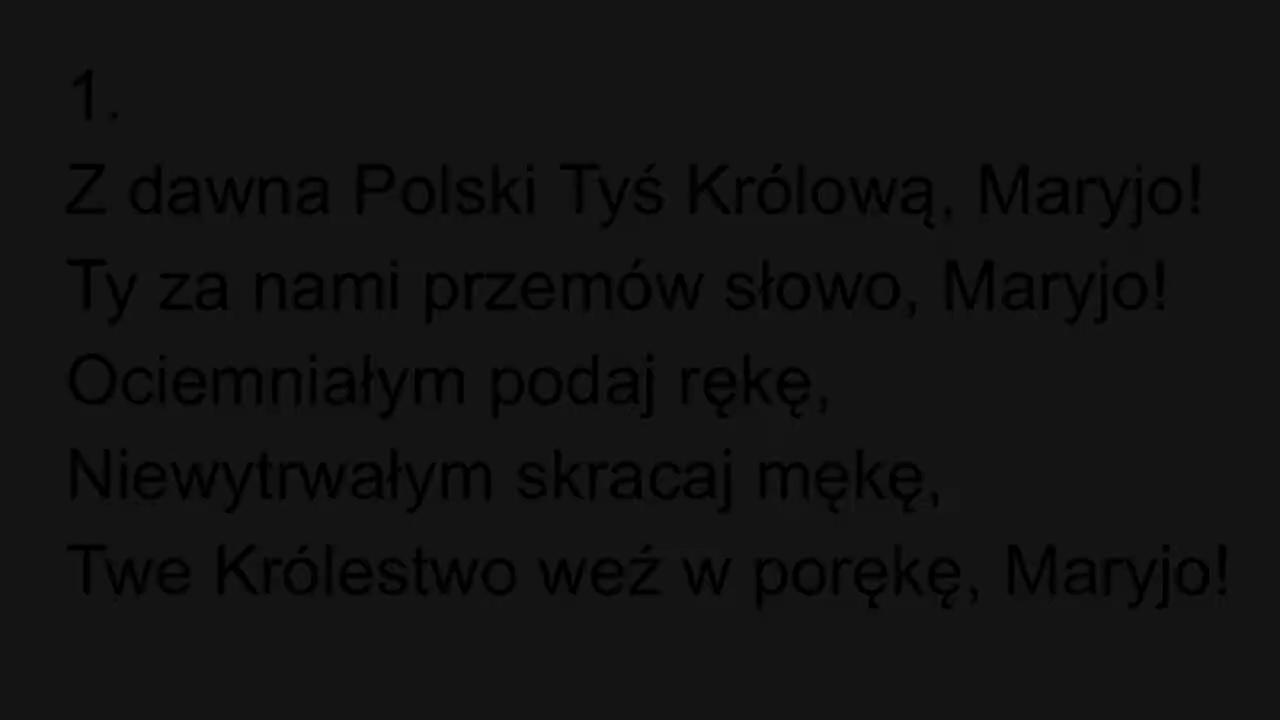 1.
Z dawna Polski Tyś Królową, Maryjo!
Ty za nami przemów słowo, Maryjo!
Ociemniałym podaj rękę,
Niewytrwałym skracaj mękę,
Twe Królestwo weź w porękę, Maryjo!